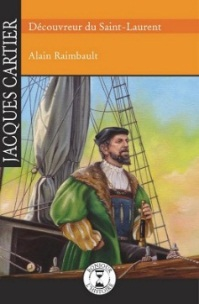 Découvreur du Saint-Laurent
Alain Raimbault
JACQUES CARTIER